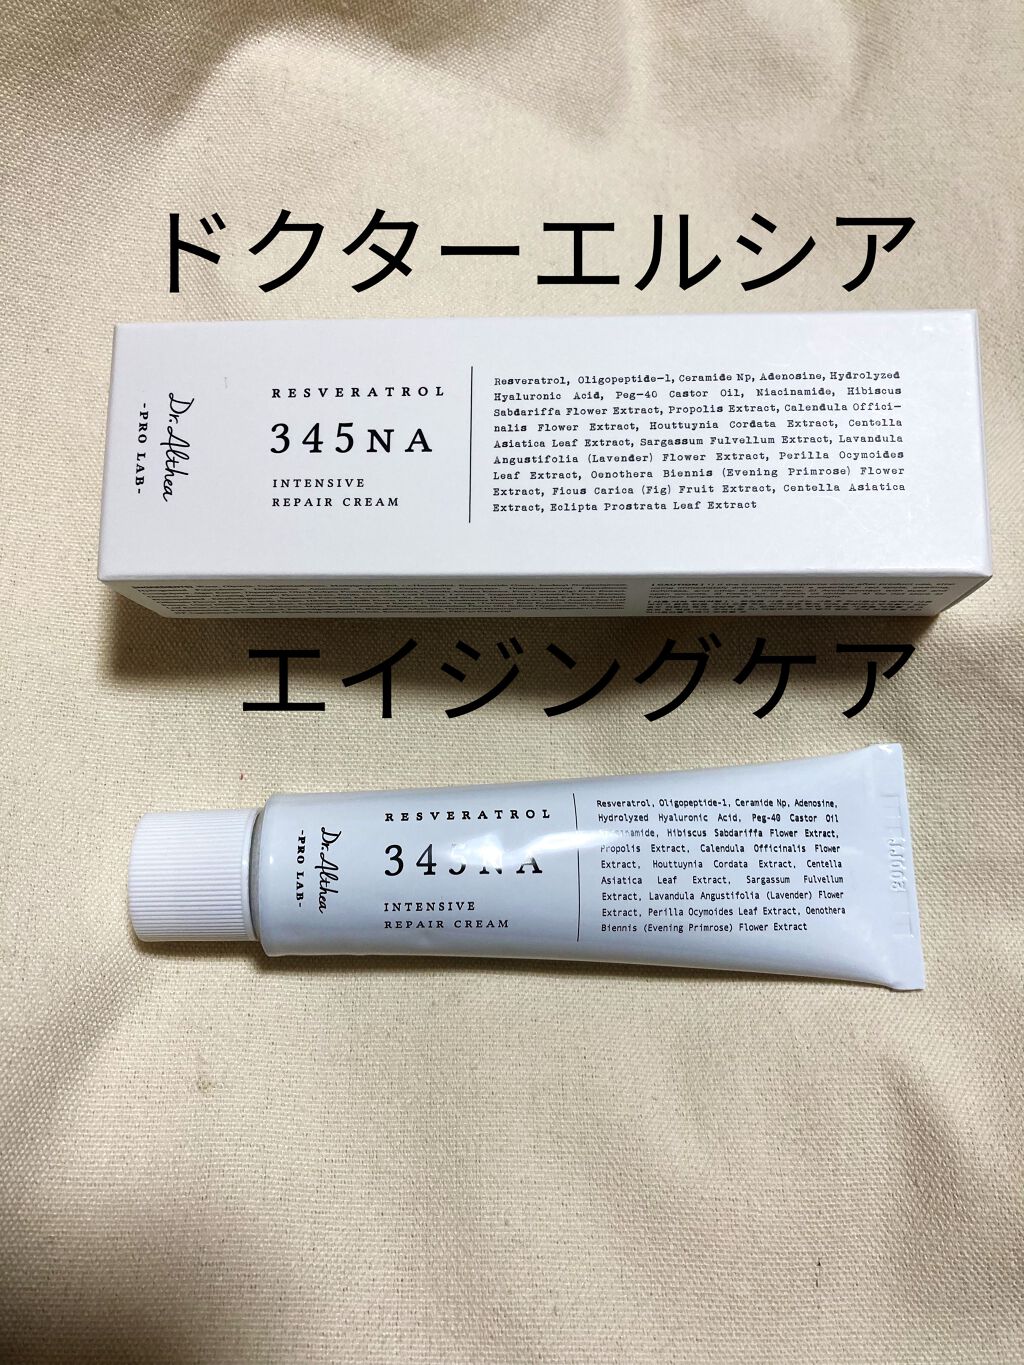 ドクターエルシア
Dr.Althea
-PRO LAB-
RESVERATROL
345NA
INTENSIVE
REPAIR CREAM
Resveratrol, Oligopeptide-1, Ceramide Np, Adenosine, Hydrolyzed
Hyaluronic Acid, Peg-40 Castor Oil, Niacinamide, Hibiscus
Sabdariffa Flower Extract, Propolis Extract, Calendula Offici-
nalis Flower Extract, Houttuynia Cordata Extract, Centella
Asiatica Leaf Extract, Sargassum Fulvellum Extract, Lavandula
Angustifolia (Lavender) Flower Extract, Perilla Ocymoides
Leaf Extract, Oenothera Biennis (Evening Primrose) Flower
Extract, Ficus Carica (Fig) Fruit Extract, Centella Asiatica
Extract, Eclipta Prostrata Leaf Extract
エイジングケア
Dr.Althea
-PRO LAB-
RESVERATROL
345NA
INTENSIVE
REPAIR CREAM
Resveratrol, Oligopeptide-1, Ceramide Np, Adenosine,
Hydrolyzed Hyaluronic Acid, Peg-40 Castor Oil
Hibiscus Sabdariffa Flower Extract,
Propolis Extract, Calendula Officinalis Flower
Extract, Houttuynia Cordata Extract, Centella
Asiatica Leaf Extract, Sargassum Fulvellum
Extract, Lavandula Angustifolia (Lavender) Flower
Extract, Perilla Ocymoides Leaf Extract, Oenothera
Biennis (Evening Primrose) Flower Extract